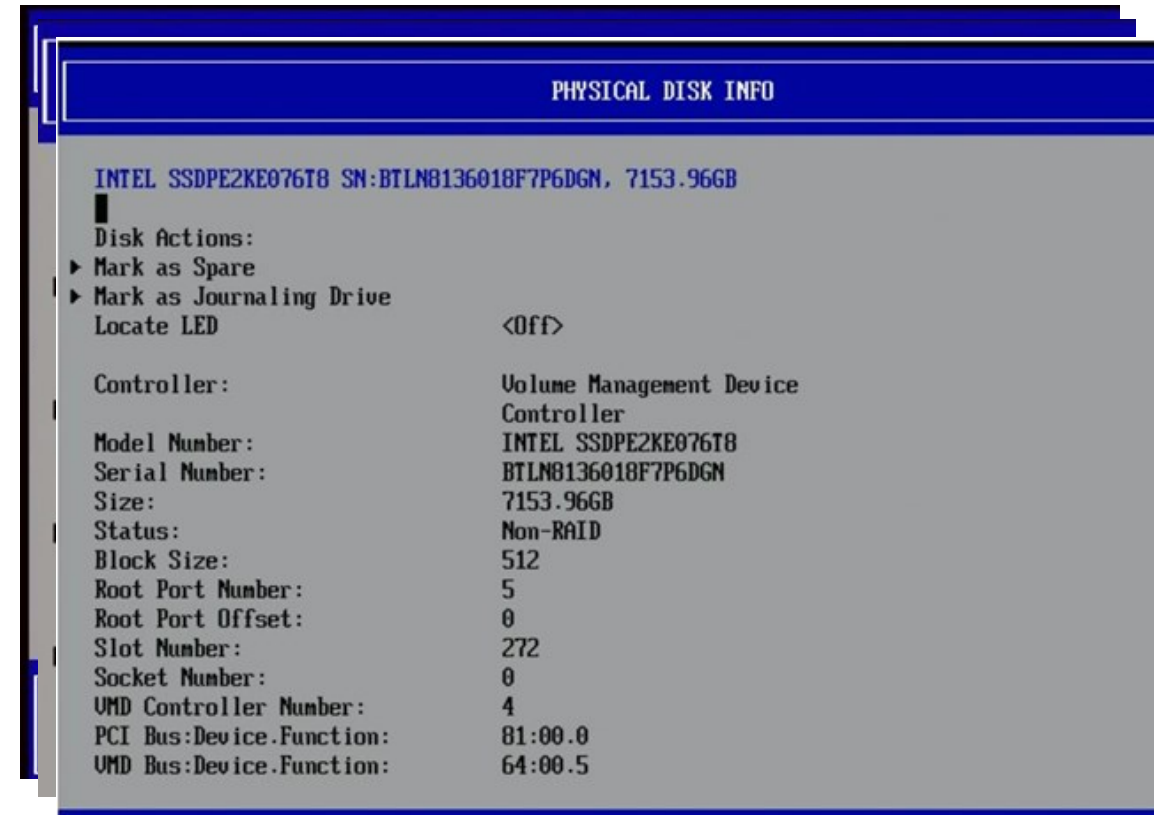 PHYSICAL DISK INFO
INTEL SSDPE2KE076T8 SN:BTLN8136018F7P6DGN, 7153.96GB
Disk Actions:
Mark as Spare
Mark as Journaling Drive
Locate LED <Off>
Controller: Volume Management Device
Controller
Model Number: INTEL SSDPE2KE076T8
Serial Number: BTLN8136018F7P6DGN
Size: 7153.96GB
Status: Non-RAID
Block Size: 512
Root Port Number: 5
Root Port Offset: 0
Slot Number: 272
Socket Number: 0
VMD Controller Number: 4
PCI Bus:Device.Function: 81:00.0
VMD Bus:Device.Function: 64:00.5